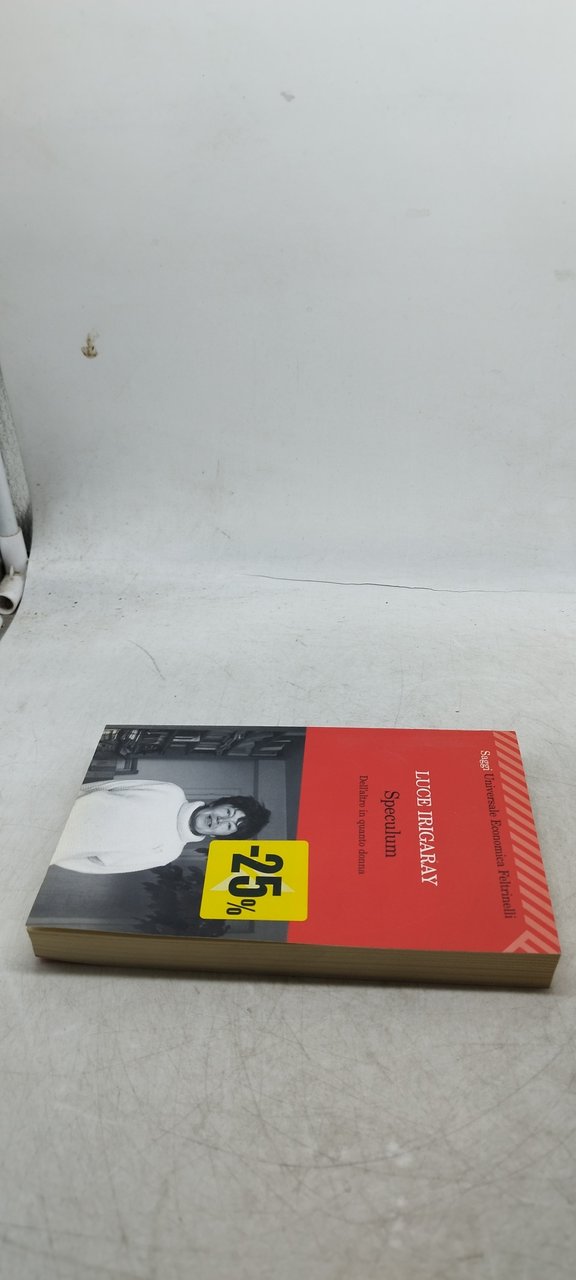 Saggi Universale Economica Feltrinelli
LUCE IRIGARAY
Speculum
Dell'altro in quanto donna
-25%